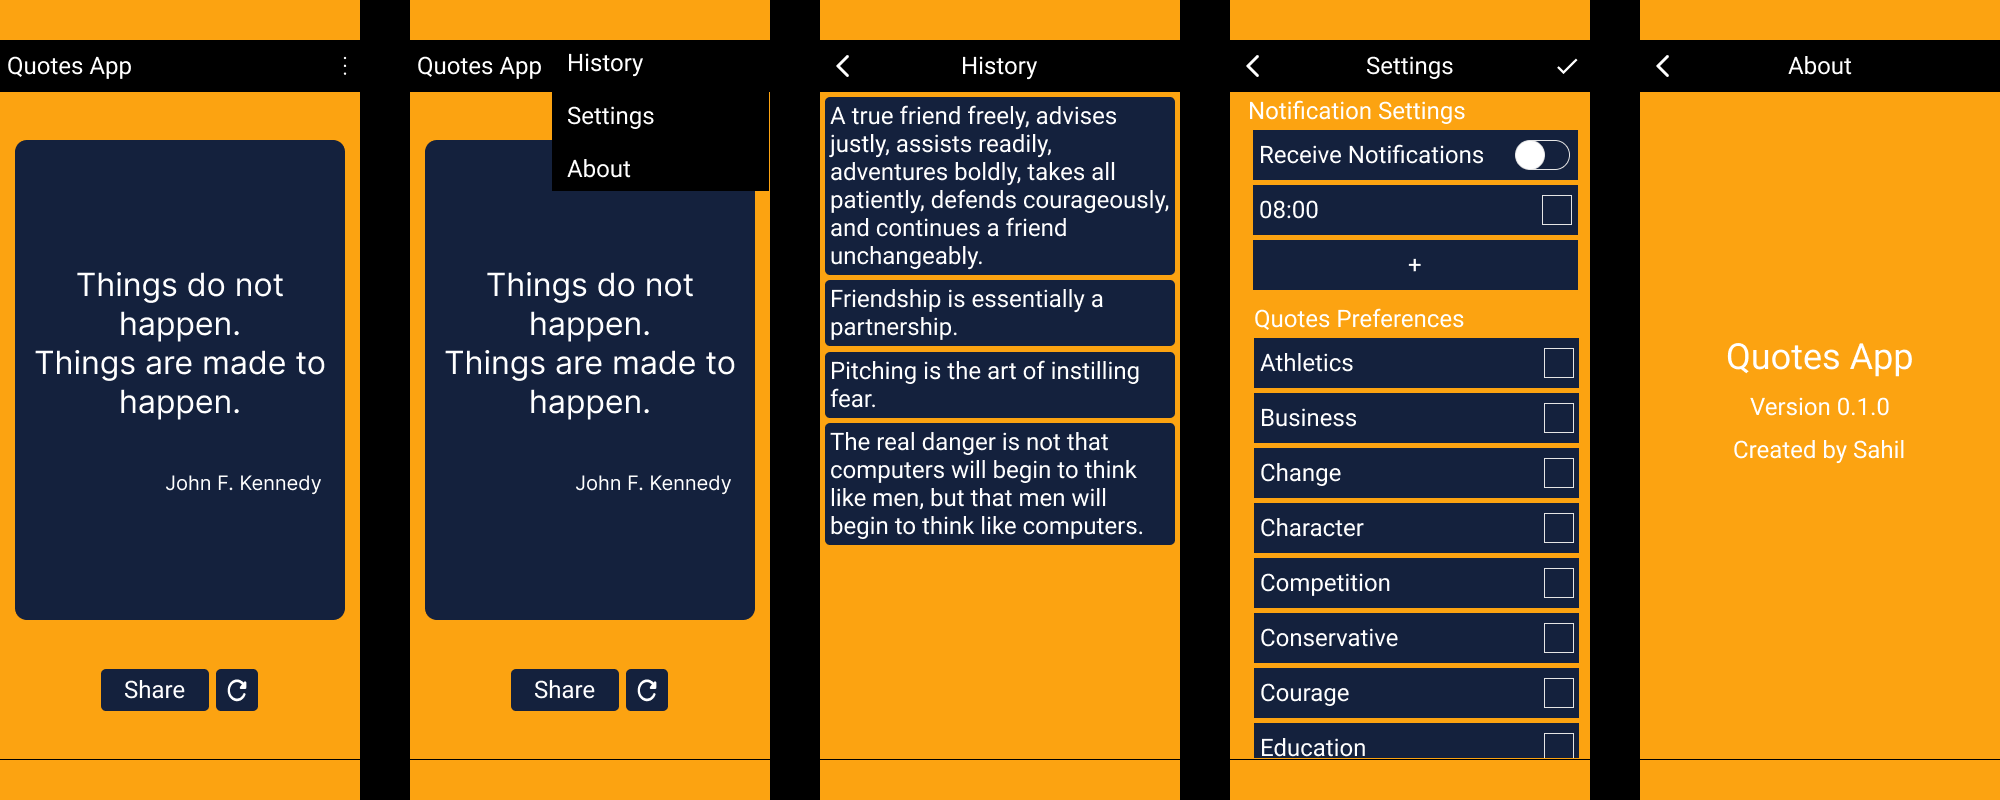 Quotes App
Things do not
happen.
Things are made to
happen.
John F. Kennedy
Share
Quotes App
History
Settings
About
Things do not
happen.
Things are made to
happen.
John F. Kennedy
Share
History
A true friend freely, advises
justly, assists readily,
adventures boldly, takes all
patiently, defends courageously,
and continues a friend
unchangeably.
Friendship is essentially a
partnership.
Pitching is the art of instilling
fear.
The real danger is not that
computers will begin to think
like men, but that men will
begin to think like computers.
Settings
Notification Settings
Receive Notifications
08:00
+
Quotes Preferences
Athletics
Business
Change
Character
Competition
Conservative
Courage
Education
About
Quotes App
Version 0.1.0
Created by Sahil